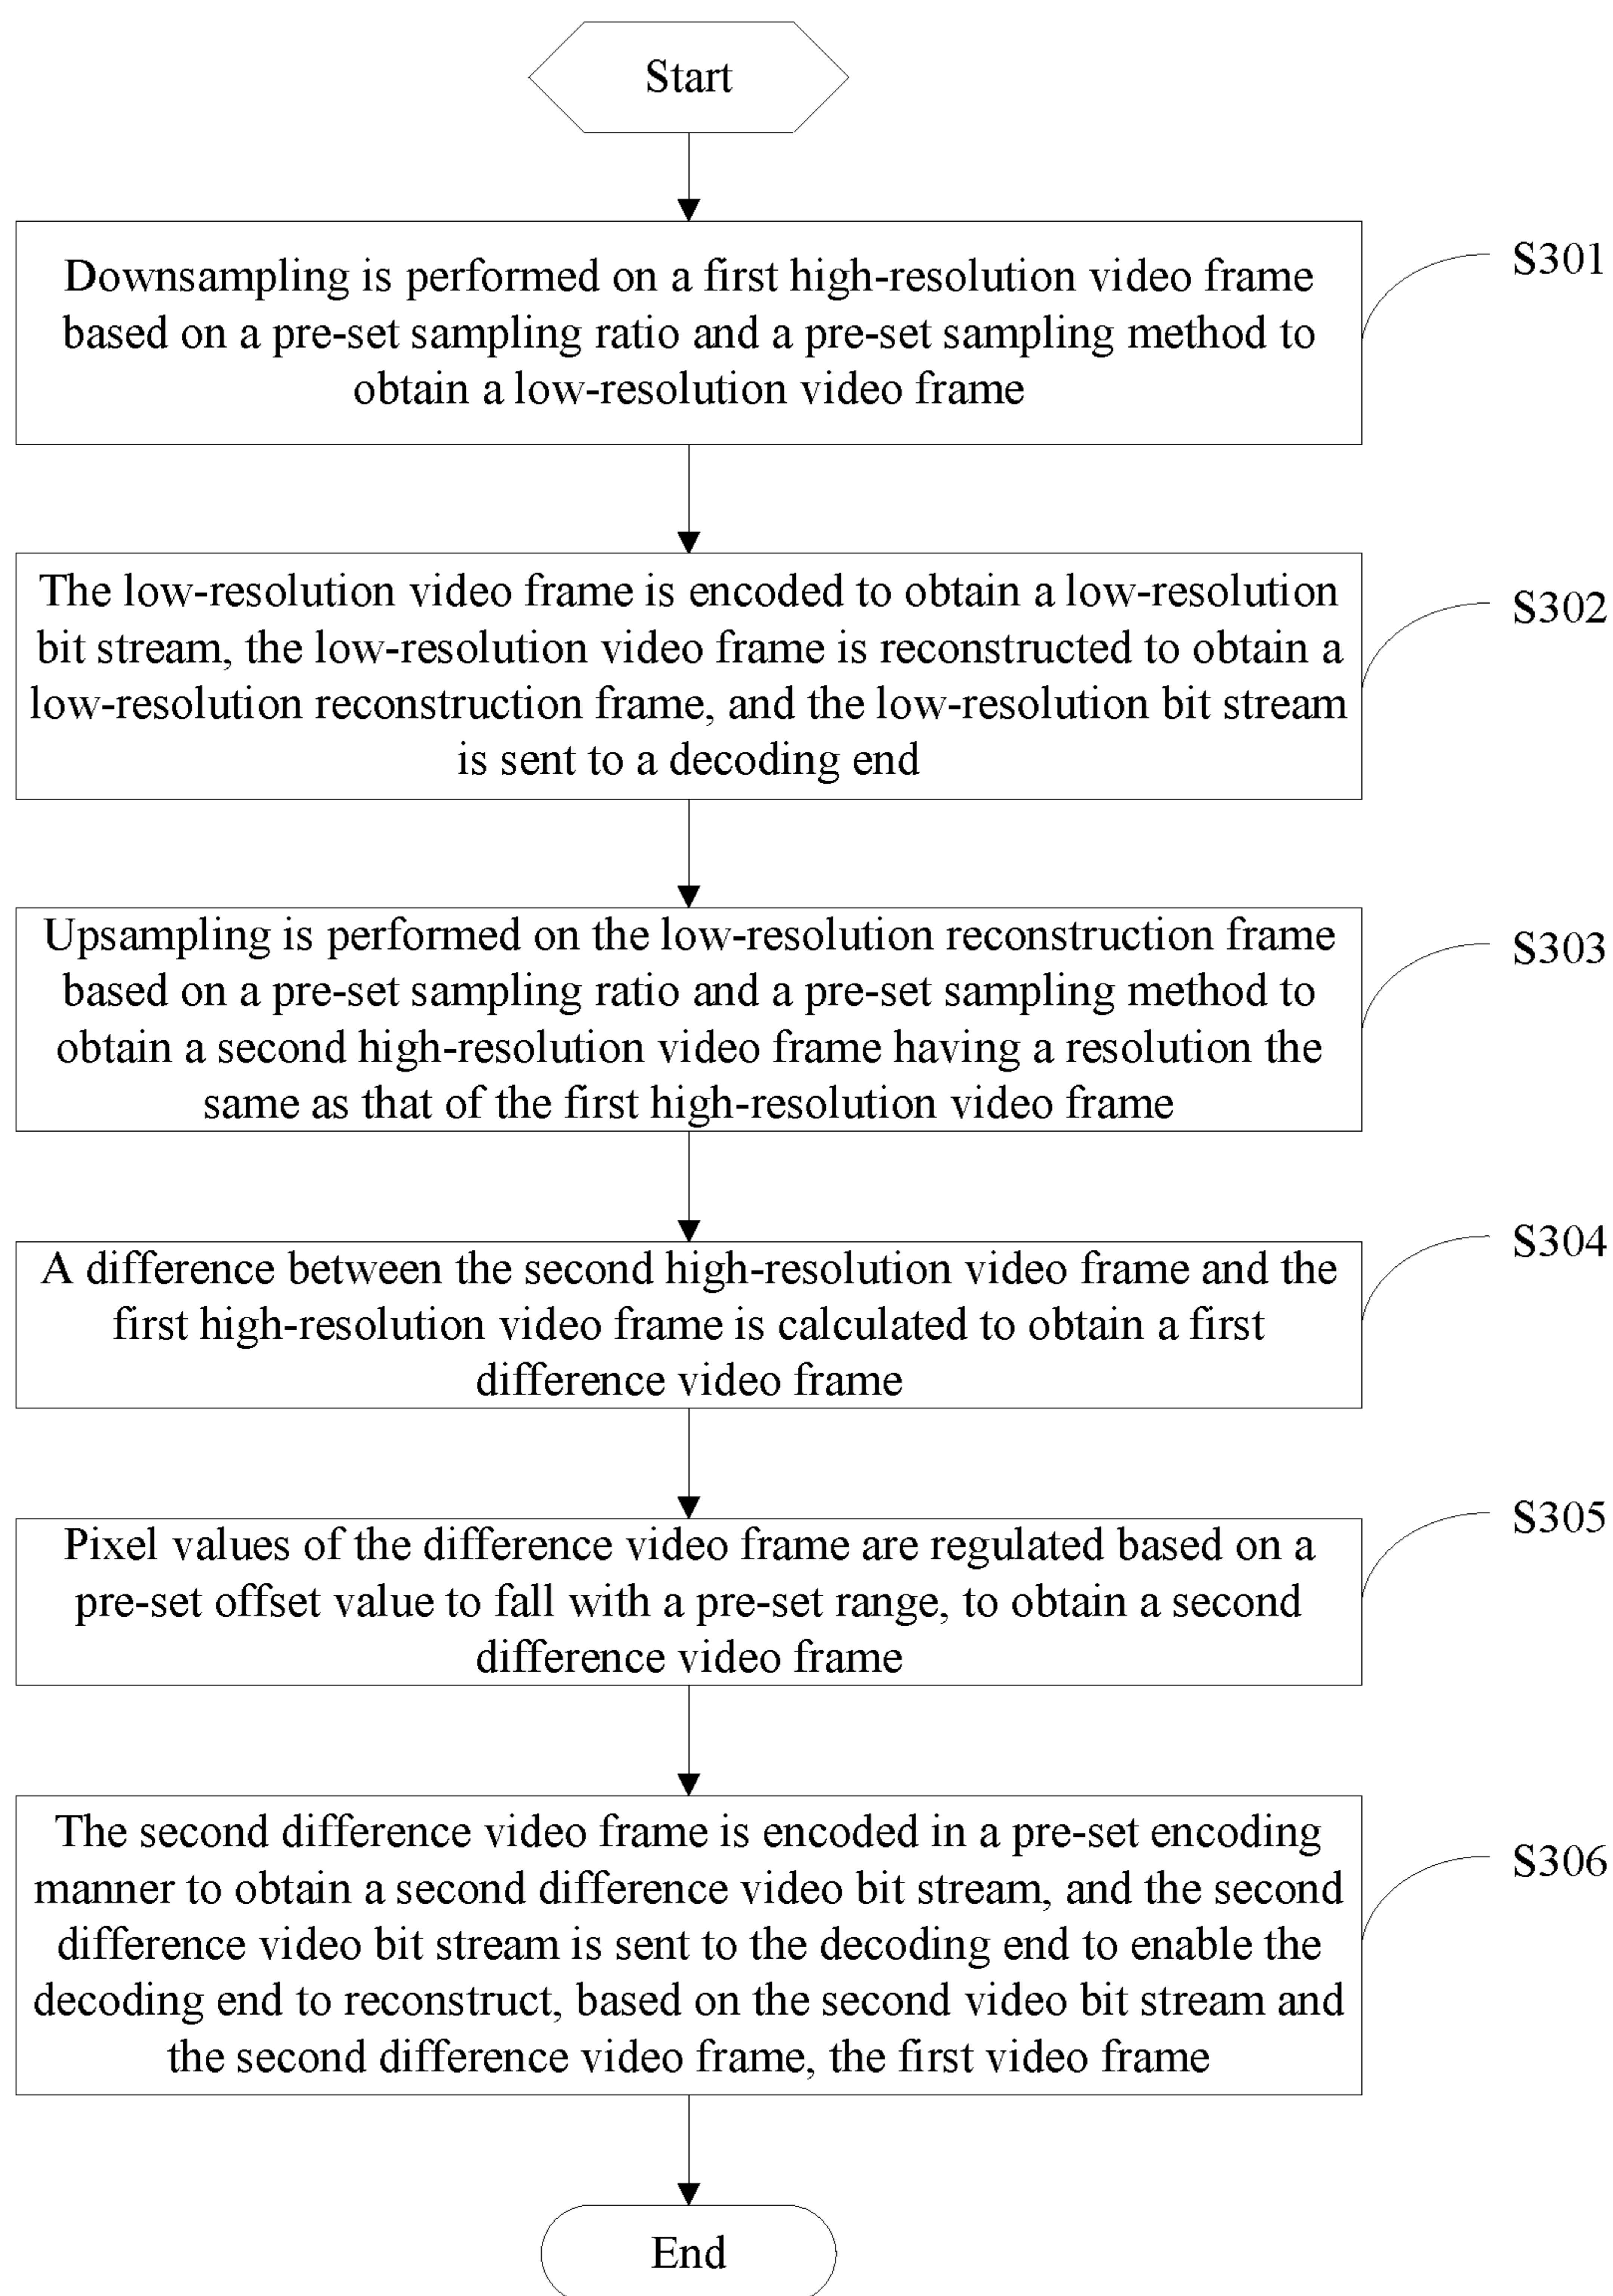 Start
Downsampling is performed on a first high-resolution video frame
based on a pre-set sampling ratio and a pre-set sampling method to
obtain a low-resolution video frame
S301
The low-resolution video frame is encoded to obtain a low-resolution
bit stream, the low-resolution video frame is reconstructed to obtain a
low-resolution reconstruction frame, and the low-resolution bit stream
is sent to a decoding end
S302
Upsampling is performed on the low-resolution reconstruction frame
based on a pre-set sampling ratio and a pre-set sampling method to
obtain a second high-resolution video frame having a resolution the
same as that of the first high-resolution video frame
S303
A difference between the second high-resolution video frame and the
first high-resolution video frame is calculated to obtain a first
difference video frame
S304
Pixel values of the difference video frame are regulated based on a
pre-set offset value to fall with a pre-set range, to obtain a second
difference video frame
S305
The second difference video frame is encoded in a pre-set encoding
manner to obtain a second difference video bit stream, and the second
difference video bit stream is sent to the decoding end to enable the
decoding end to reconstruct, based on the second video bit stream and
the second difference video frame, the first video frame
S306
End